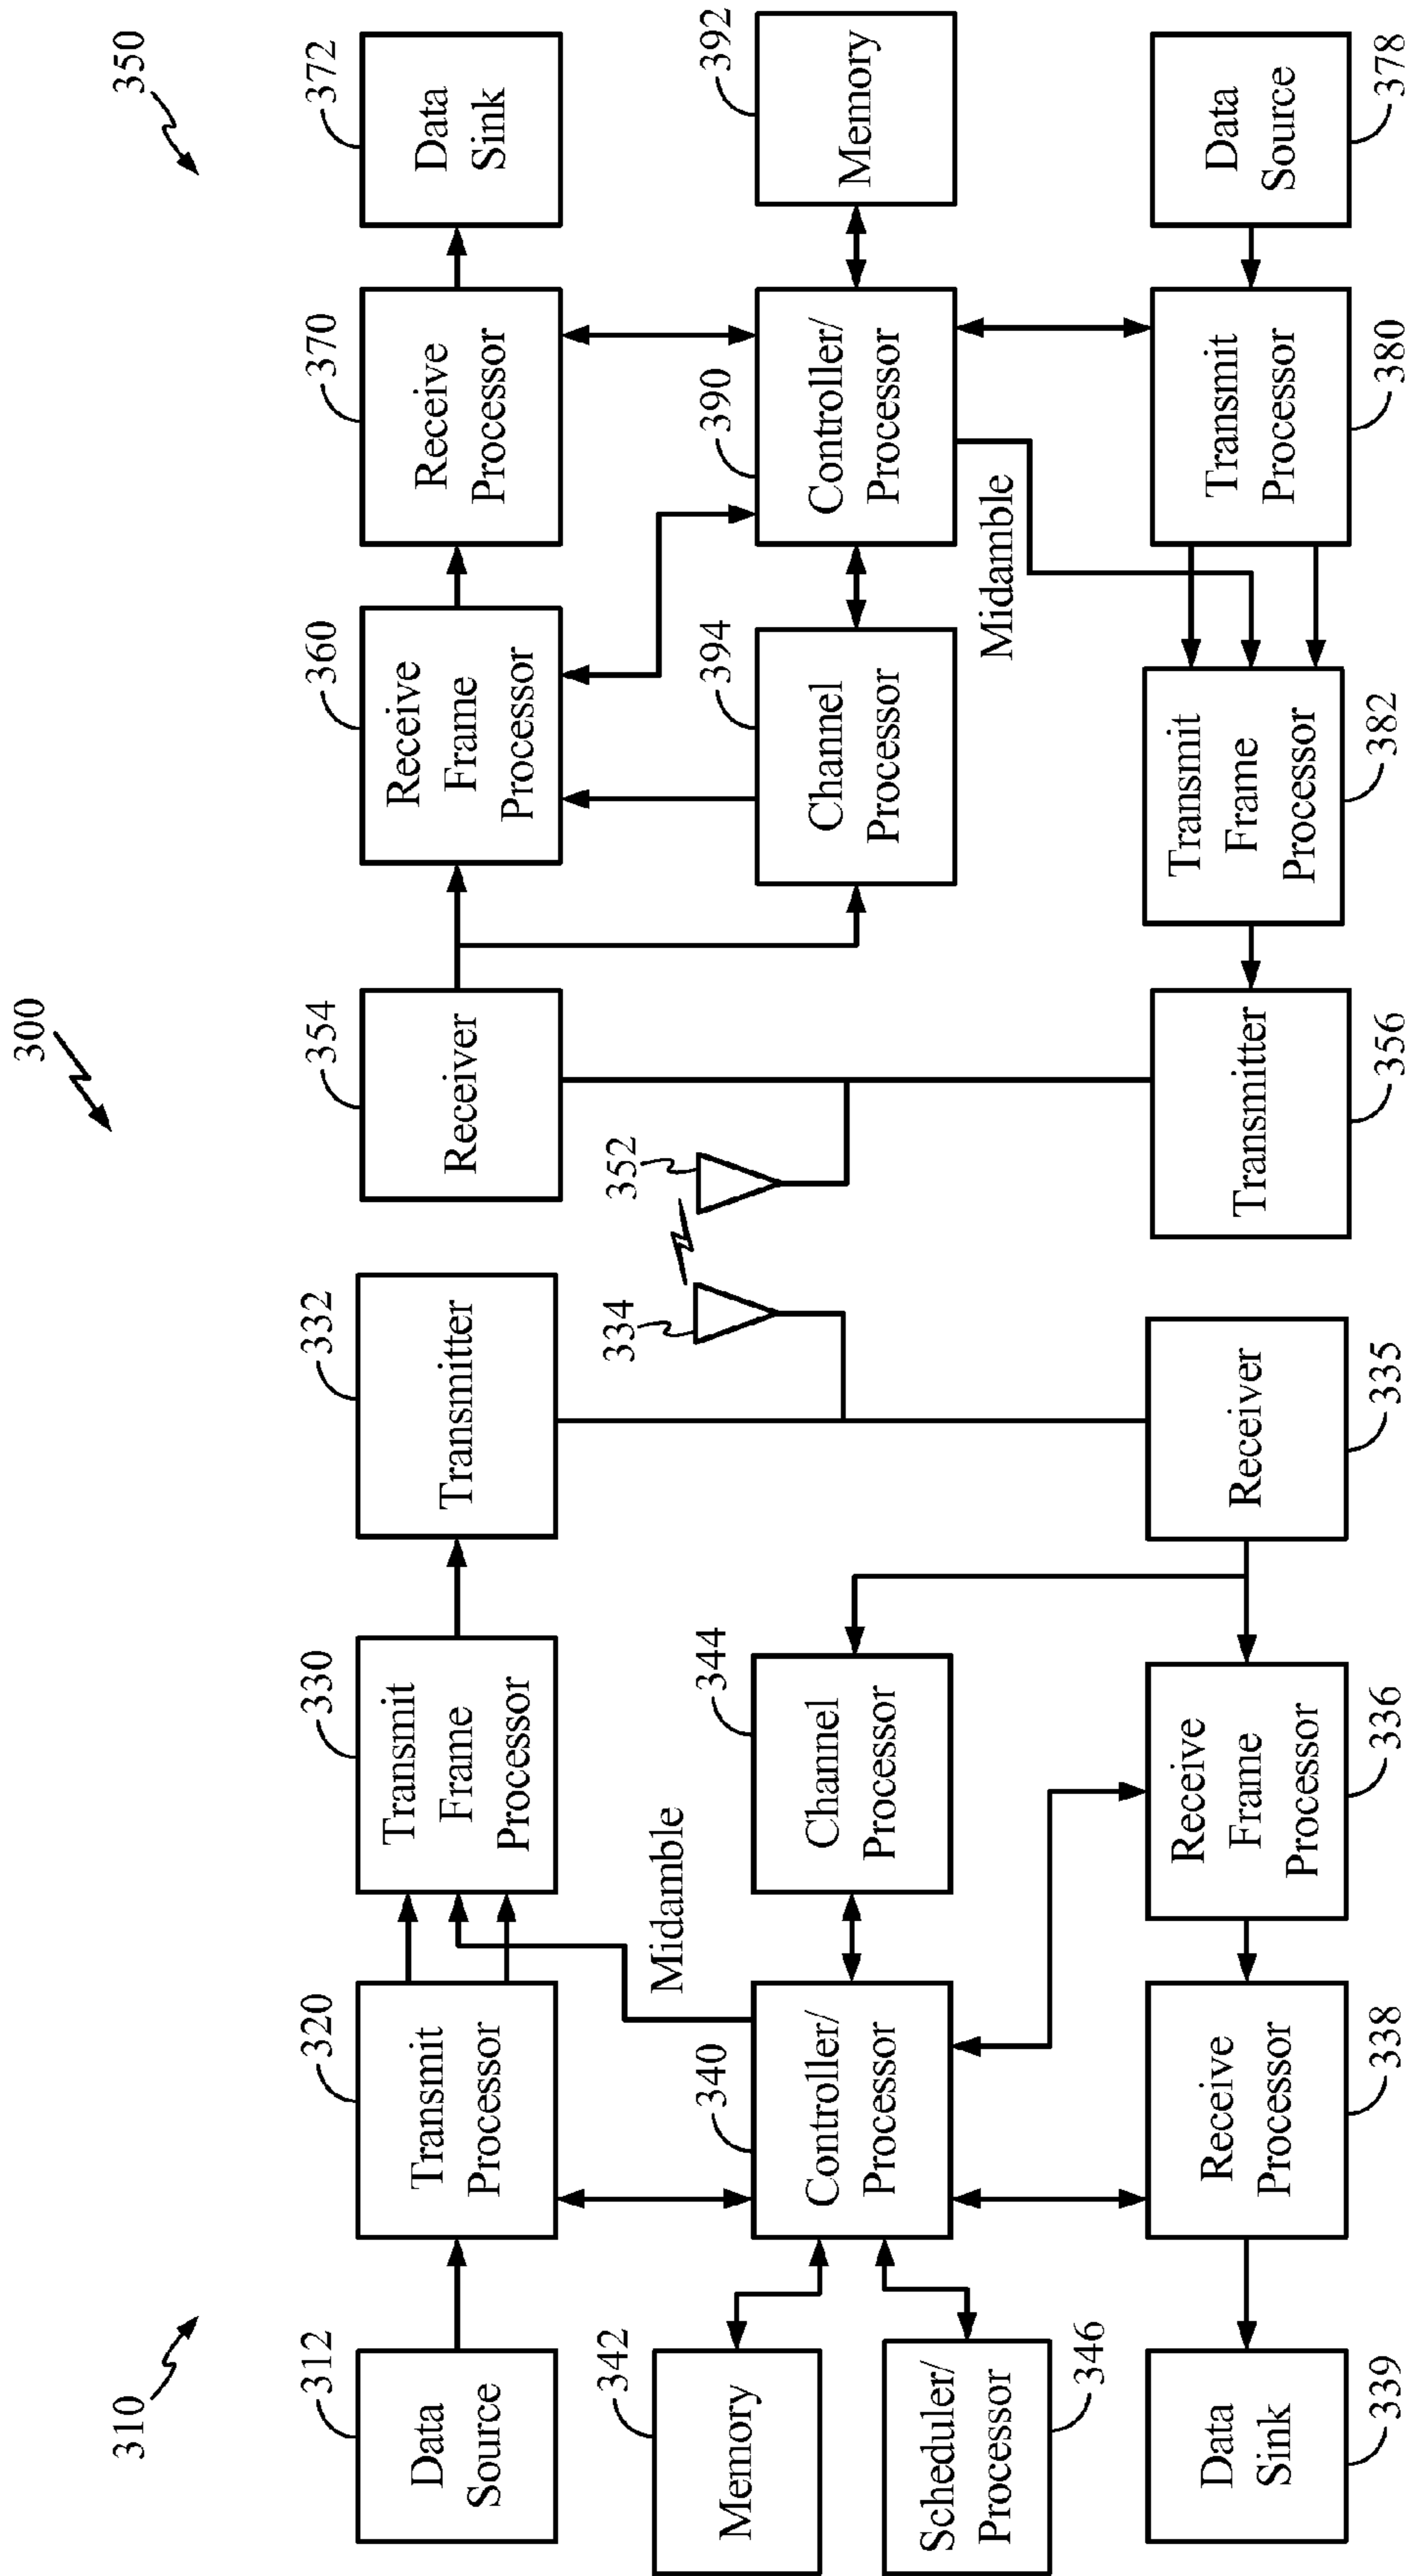 300
310
350
312
Data
Source
320
Transmit
Processor
330
Transmit
Frame
Processor
332
Transmitter
354
Receiver
360
Receive
Frame
Processor
370
Receive
Processor
372
Data
Sink
Midamble
334
352
342
Memory
340
Controller/
Processor
344
Channel
Processor
394
Channel
Processor
390
Controller/
Processor
392
Memory
Scheduler/
Processor
346
Midamble
Data
Sink
339
Receive
Processor
338
Receive
Frame
Processor
336
Receiver
335
Transmitter
356
Transmit
Frame
Processor
382
Transmit
Processor
380
Data
Source
378